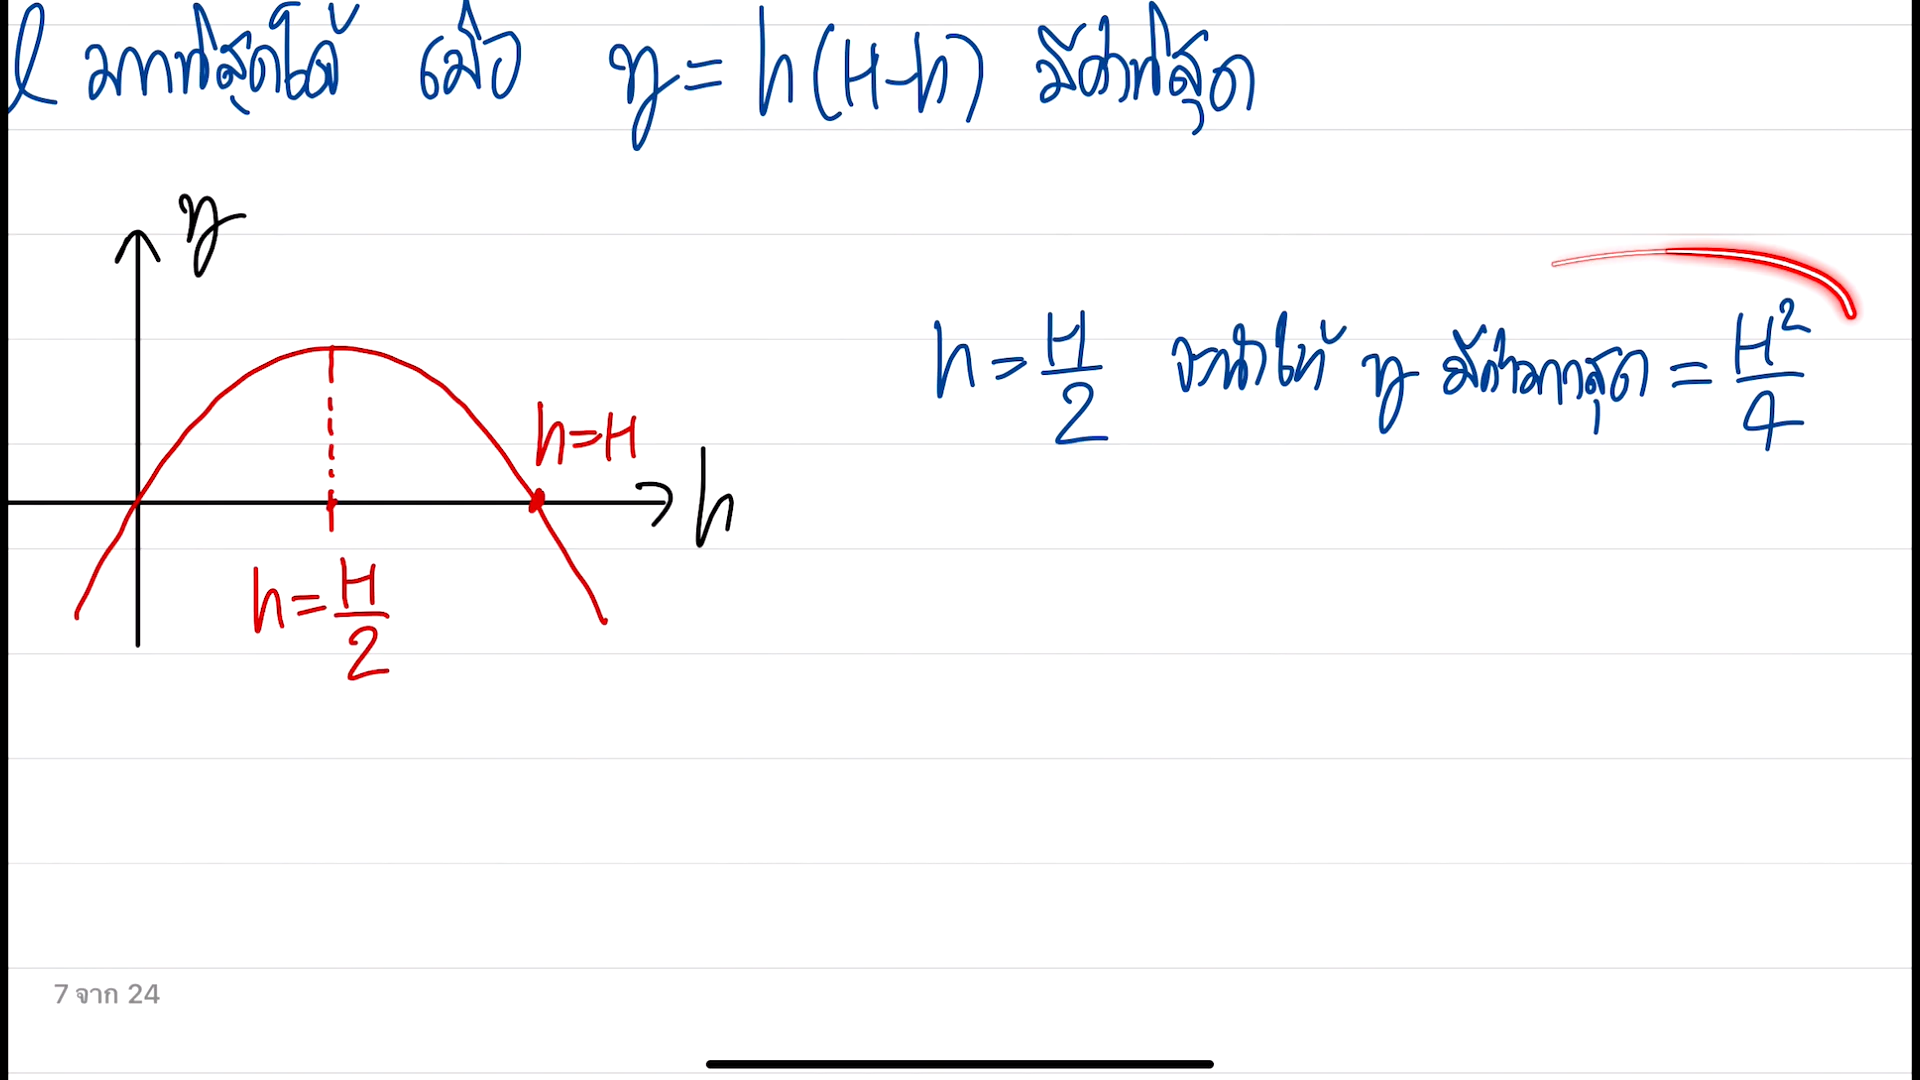 l มากที่สุดได้ เมื่อ y = h(H-h) มีค่าที่สุด
y
h = H/2 จะทำให้ y มีค่ามากสุด = H²/4
h = H
h
h = H/2
7 จาก 24